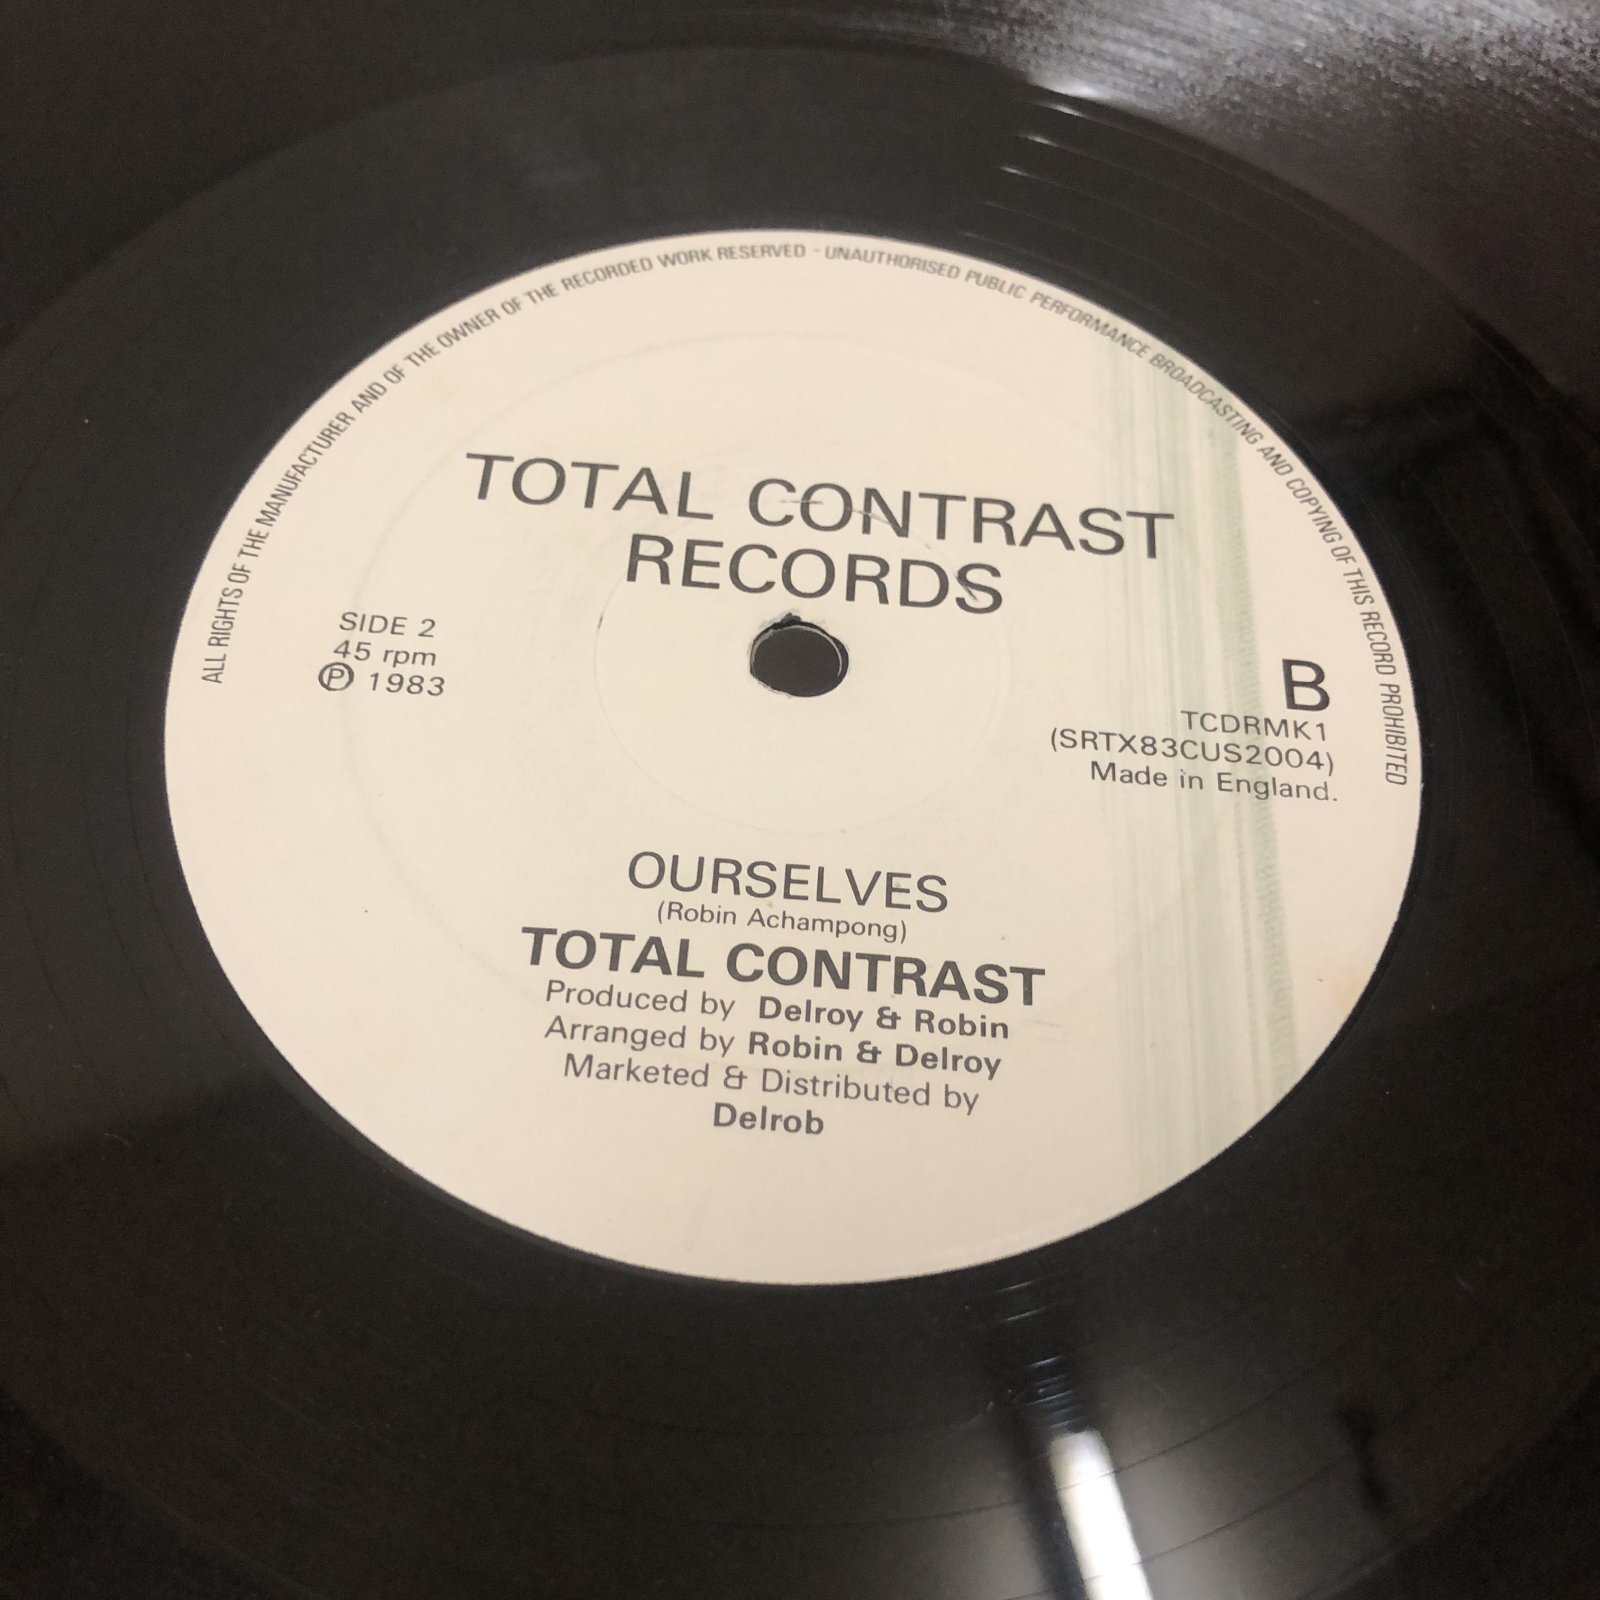 ALL RIGHTS OF THE MANUFACTURER AND OF THE OWNER OF THE RECORDED WORK RESERVED - UNAUTHORISED PUBLIC PERFORMANCE BROADCASTING AND COPYING OF THIS RECORD PROHIBITED
TOTAL CONTRAST
RECORDS
SIDE 2
45 rpm
Ⓟ 1983
B
TCDRMK1
(SRTX83CUS2004)
Made in England.
OURSELVES
(Robin Achampong)
TOTAL CONTRAST
Produced by Delroy & Robin
Arranged by Robin & Delroy
Marketed & Distributed by
Delrob